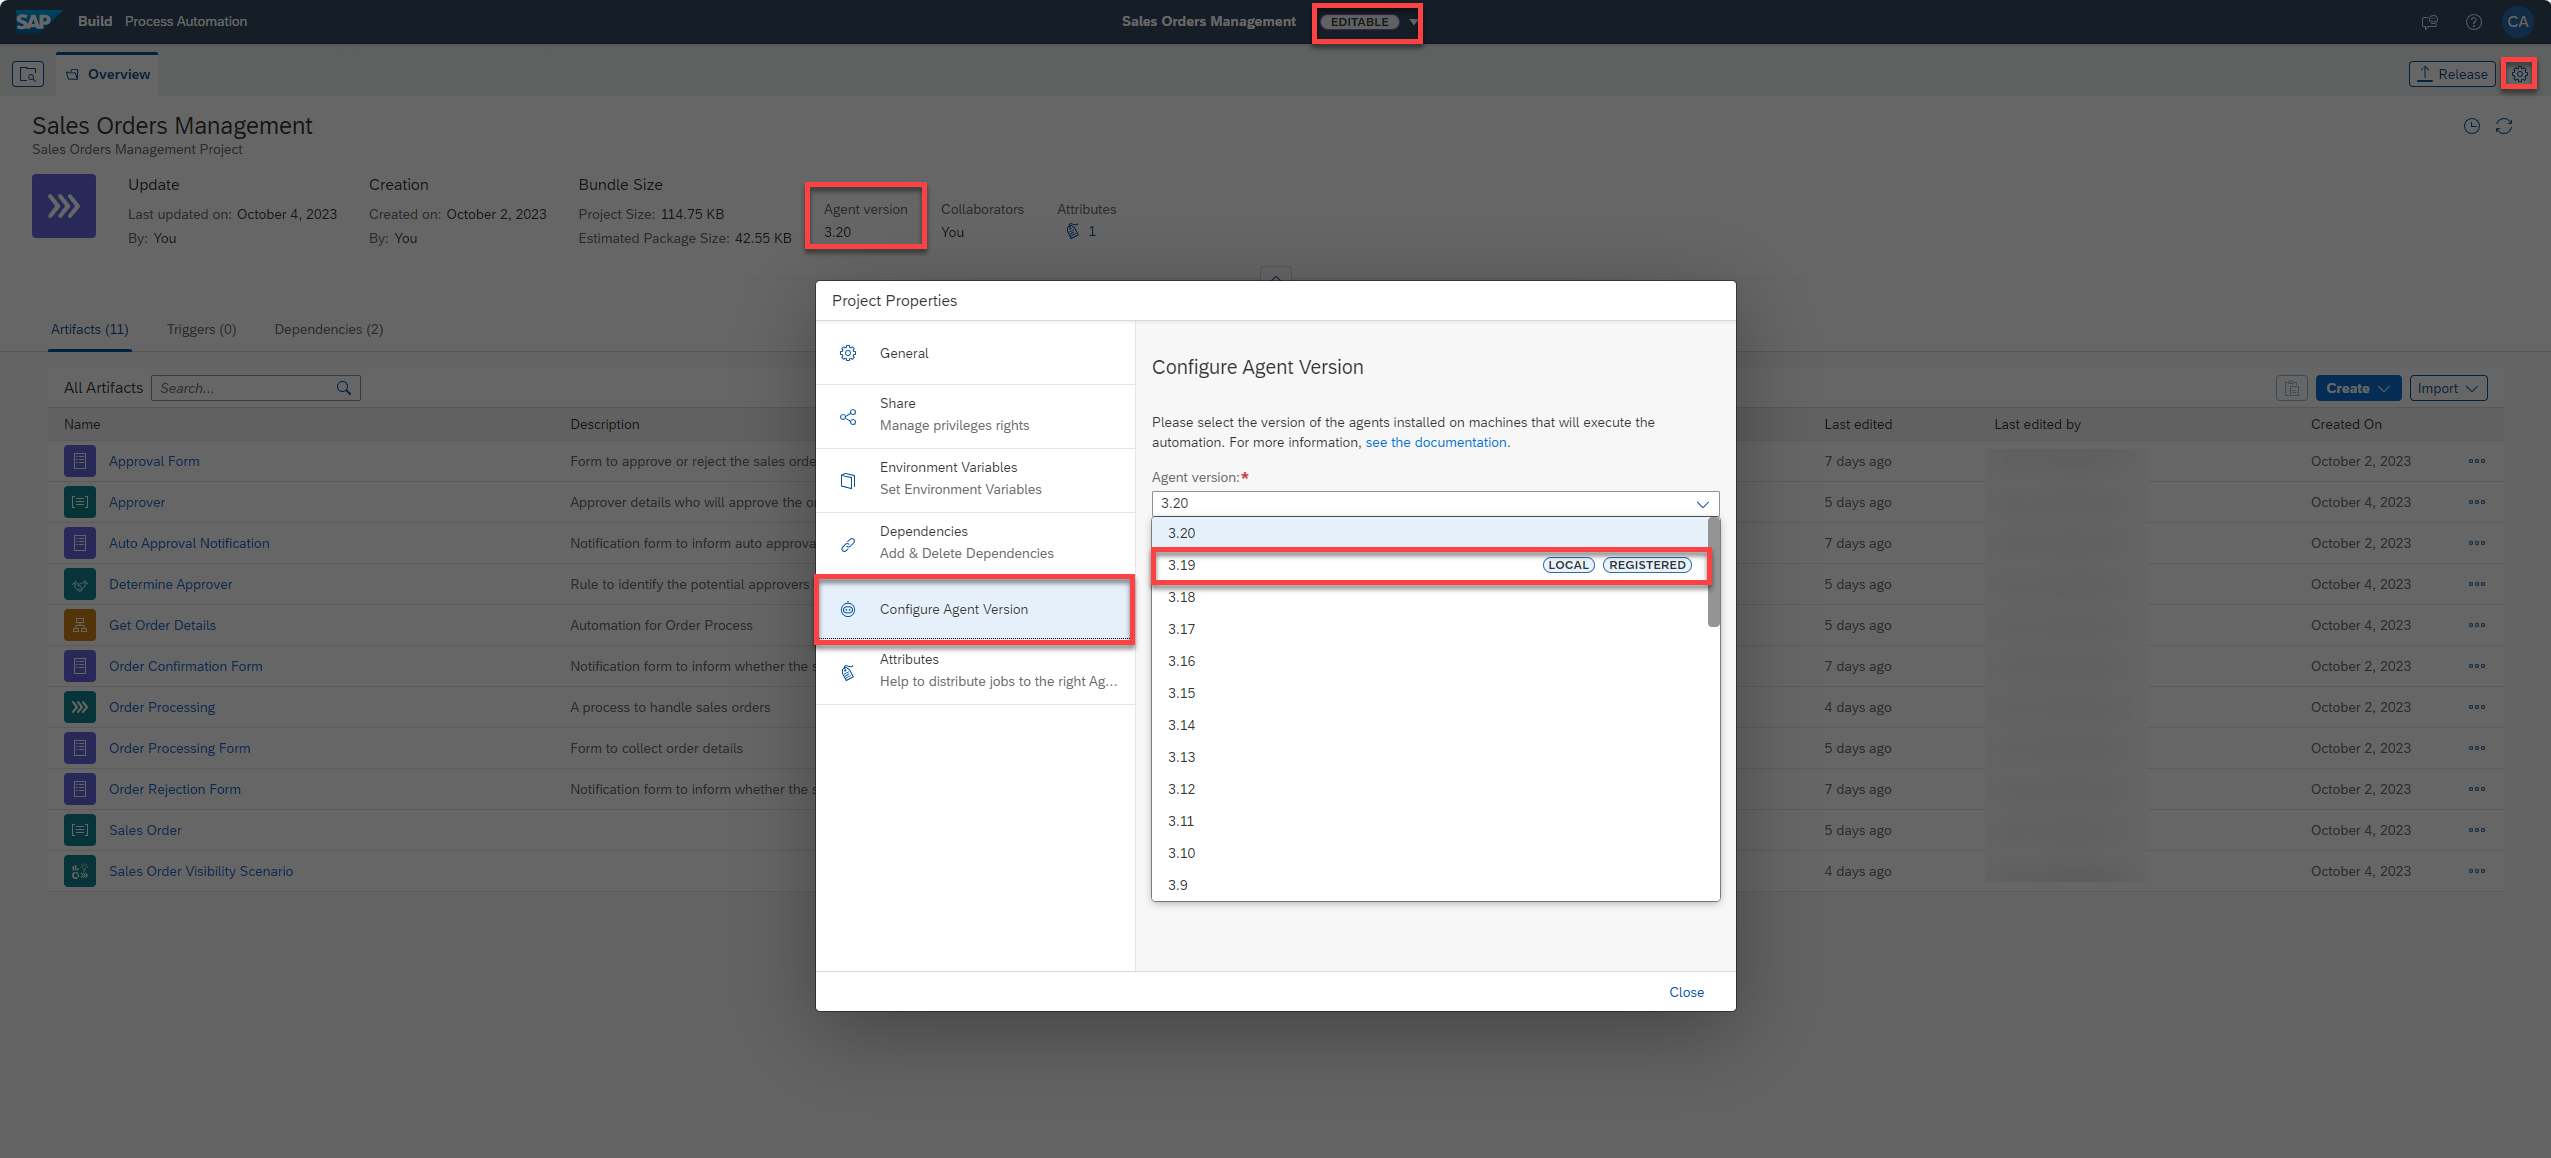 SAP Build Process Automation Sales Orders Management EDITABLE CA
Overview Release
Sales Orders Management
Sales Orders Management Project
Update Creation Bundle Size
Agent version Collaborators Attributes
Last updated on: October 4, 2023 Created on: October 2, 2023 Project Size: 114.75 KB
3.20 You 1
By: You By: You Estimated Package Size: 42.55 KB
Artifacts (11) Triggers (0) Dependencies (2)
All Artifacts Search... Create Import
Name Description Last edited Last edited by Created On
Approval Form Form to approve or reject the sales orde 7 days ago October 2, 2023
Approver Approver details who will approve the o 5 days ago October 4, 2023
Auto Approval Notification Notification form to inform auto approva 7 days ago October 2, 2023
Determine Approver Rule to identify the potential approvers 5 days ago October 4, 2023
Get Order Details Automation for Order Process 5 days ago October 4, 2023
Order Confirmation Form Notification form to inform whether the s 7 days ago October 2, 2023
Order Processing A process to handle sales orders 4 days ago October 2, 2023
Order Processing Form Form to collect order details 5 days ago October 2, 2023
Order Rejection Form Notification form to inform whether the s 7 days ago October 2, 2023
Sales Order 5 days ago October 4, 2023
Sales Order Visibility Scenario 4 days ago October 4, 2023
Project Properties
General
Share
Manage privileges rights
Environment Variables
Set Environment Variables
Dependencies
Add & Delete Dependencies
Configure Agent Version
Attributes
Help to distribute jobs to the right Ag...
Configure Agent Version
Please select the version of the agents installed on machines that will execute the
automation. For more information, see the documentation.
Agent version:*
3.20
3.20
3.19 LOCAL REGISTERED
3.18
3.17
3.16
3.15
3.14
3.13
3.12
3.11
3.10
3.9
Close